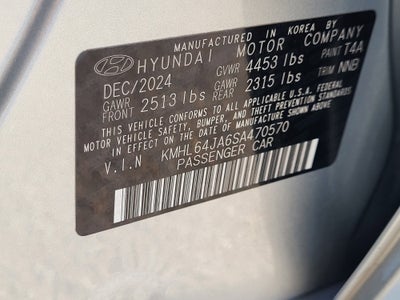 MANUFACTURED IN KOREA BY
HYUNDAI MOTOR COMPANY
DEC/2024 GVWR 4453 lbs PAINT T4A
GAWR FRONT 2513 lbs GAWR REAR 2315 lbs TRIM NNB
THIS VEHICLE CONFORMS TO ALL APPLICABLE U.S.A. FEDERAL
MOTOR VEHICLE SAFETY, BUMPER, AND THEFT PREVENTION STANDARDS
IN EFFECT ON THE DATE OF MANUFACTURE SHOWN ABOVE.
V.I.N KMHL64JA6SA470570
PASSENGER CAR